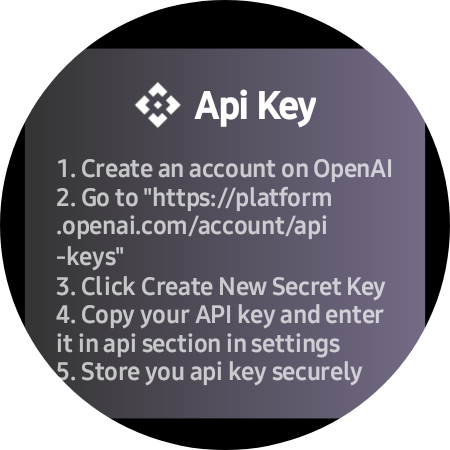 Api Key
1. Create an account on OpenAI
2. Go to "https://platform
.openai.com/account/api
-keys"
3. Click Create New Secret Key
4. Copy your API key and enter
it in api section in settings
5. Store you api key securely